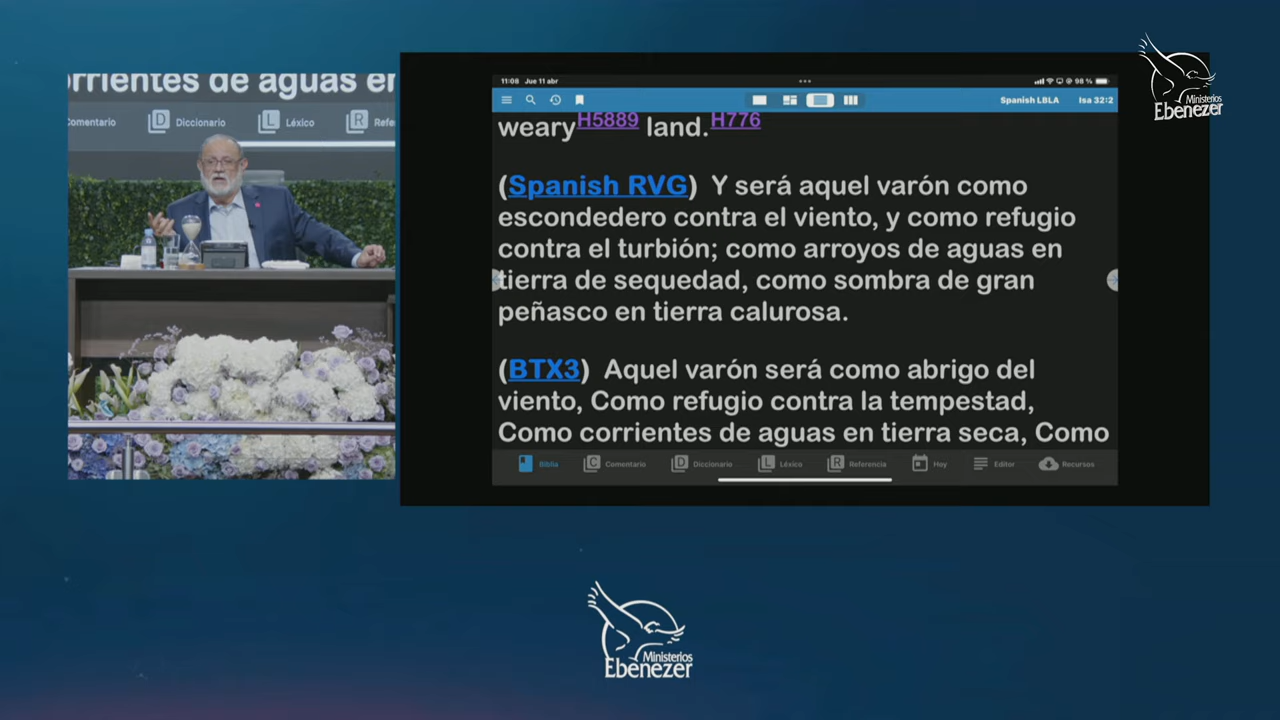 orrientes de aguas en
omentario
Diccionario
Léxico
Refe
11:08 Jue 11 abr
98 %
Spanish LBLA Isa 32:2
weary H5889 land. H776
(Spanish RVG) Y será aquel varón como
escondedero contra el viento, y como refugio
contra el turbión; como arroyos de aguas en
tierra de sequedad, como sombra de gran
peñasco en tierra calurosa.
(BTX3) Aquel varón será como abrigo del
viento, Como refugio contra la tempestad,
Como corrientes de aguas en tierra seca, Como
Biblia
C Comentario
D Diccionario
L Léxico
R Referencia
Hoy
Editor
Recursos
Ministerios
Ebenezer
Ministerios
Ebenezer